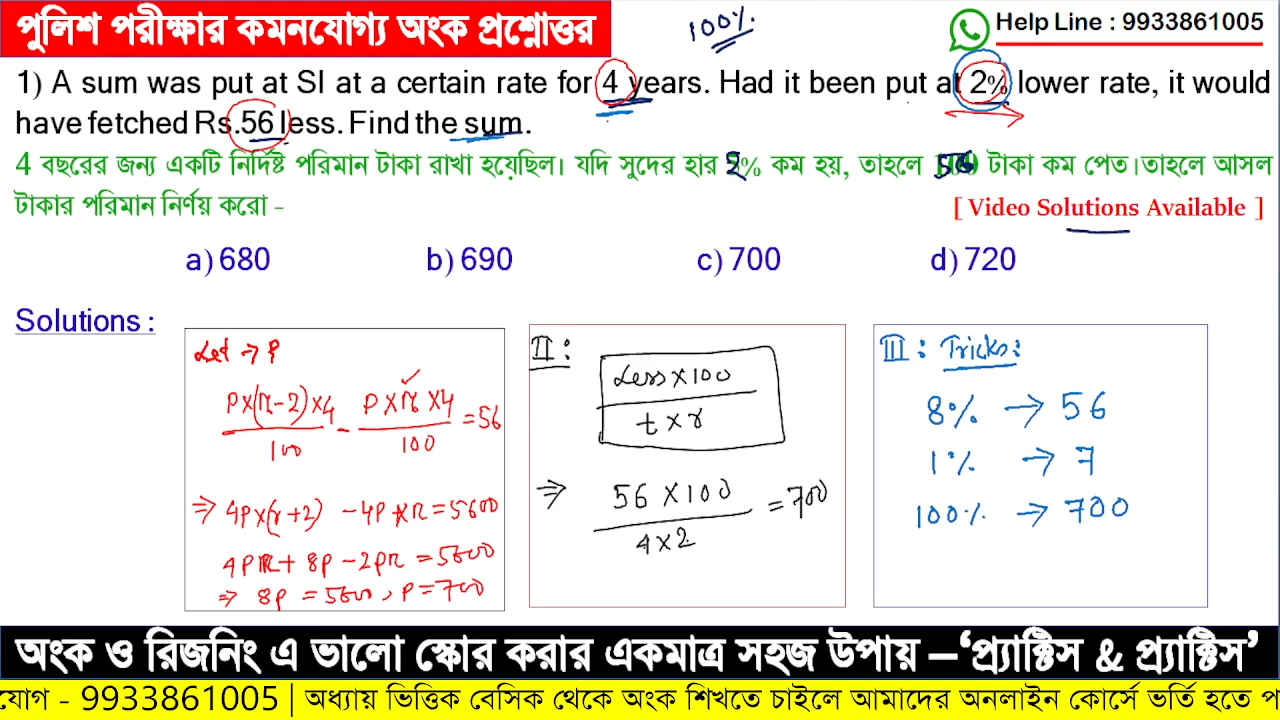 পুলিশ পরীক্ষার কমনযোগ্য অংক প্রশ্নোত্তর
100%
Help Line : 9933861005
1) A sum was put at SI at a certain rate for 4 years. Had it been put at 2% lower rate, it would
have fetched Rs.56 less. Find the sum.
4 বছরের জন্য একটি নির্দিষ্ট পরিমান টাকা রাখা হয়েছিল। যদি সুদের হার 2% কম হয়, তাহলে 56 টাকা কম পেত।তাহলে আসল
টাকার পরিমান নির্ণয় করো -
[ Video Solutions Available ]
a) 680 b) 690 c) 700 d) 720
Solutions :
Let → P
P×(r-2)×4/100 - P×r×4/100 = 56
⇒ 4P×(r+2) - 4P×R = 5600
4PR + 8P - 2PR = 5600
⇒ 8P = 5600, P = 700
II :
Less×100
t × r
⇒ 56×100/4×2 = 700
III : Tricks:
8% → 56
1% → 7
100% → 700
অংক ও রিজনিং এ ভালো স্কোর করার একমাত্র সহজ উপায় –‘প্র্যাক্টিস & প্র্যাক্টিস’
যোগ - 9933861005 | অধ্যায় ভিত্তিক বেসিক থেকে অংক শিখতে চাইলে আমাদের অনলাইন কোর্সে ভর্তি হতে প